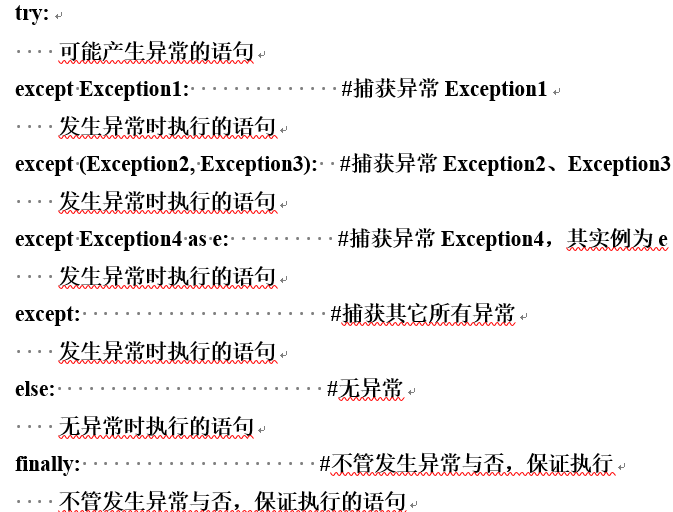 try:
可能产生异常的语句
except Exception1: #捕获异常 Exception1
发生异常时执行的语句
except (Exception2, Exception3): #捕获异常 Exception2、Exception3
发生异常时执行的语句
except Exception4 as e: #捕获异常 Exception4，其实例为 e
发生异常时执行的语句
except: #捕获其它所有异常
发生异常时执行的语句
else: #无异常
无异常时执行的语句
finally: #不管发生异常与否，保证执行
不管发生异常与否，保证执行的语句